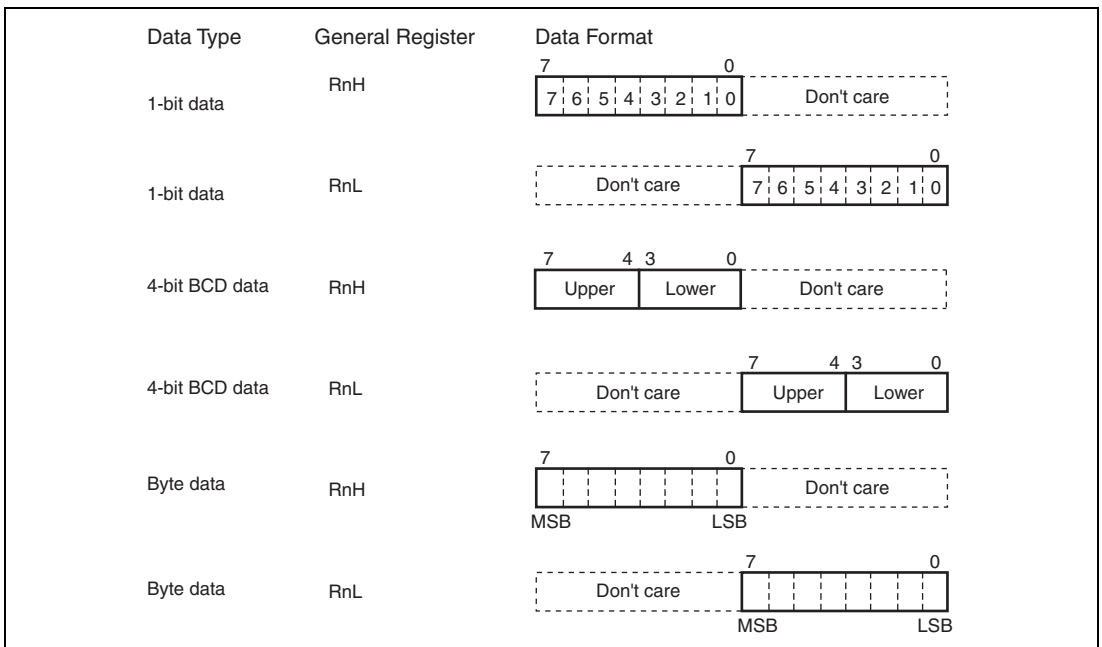 Data Type General Register Data Format
7 0
1-bit data RnH 7 6 5 4 3 2 1 0 Don't care
7 0
1-bit data RnL Don't care 7 6 5 4 3 2 1 0
7 4 3 0
4-bit BCD data RnH Upper Lower Don't care
7 4 3 0
4-bit BCD data RnL Don't care Upper Lower
7 0
Byte data RnH Don't care
MSB LSB
7 0
Byte data RnL Don't care
MSB LSB